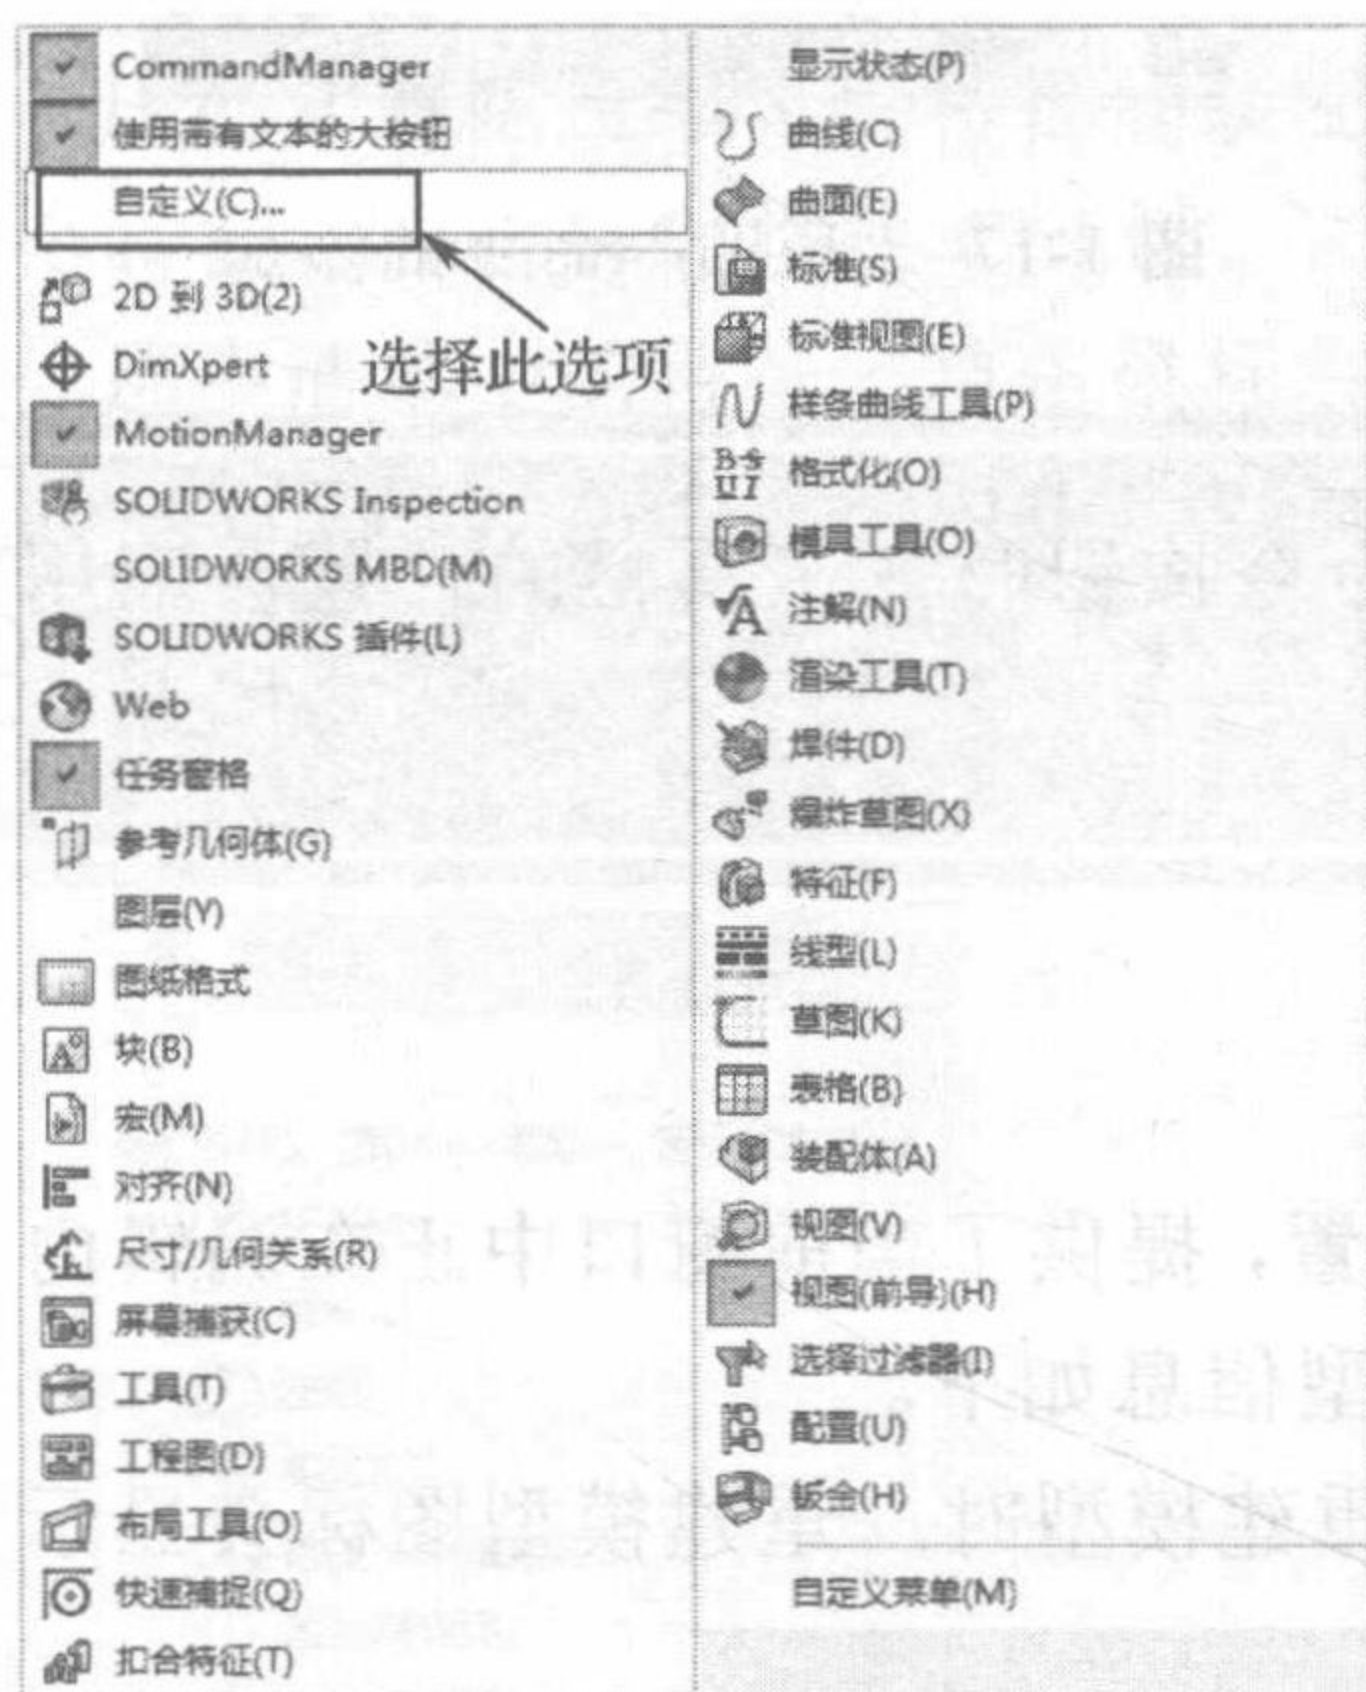 CommandManager
使用带有文本的大按钮
自定义(C)...
选择此选项
2D 到 3D(2)
DimXpert
MotionManager
SOLIDWORKS Inspection
SOLIDWORKS MBD(M)
SOLIDWORKS 插件(L)
Web
任务窗格
参考几何体(G)
图层(Y)
图纸格式
块(B)
宏(M)
对齐(N)
尺寸/几何关系(R)
屏幕捕获(C)
工具(T)
工程图(D)
布局工具(O)
快速捕捉(Q)
扣合特征(T)
显示状态(P)
曲线(C)
曲面(E)
标准(S)
标准视图(E)
样条曲线工具(P)
格式化(O)
模具工具(O)
注解(N)
渲染工具(T)
焊件(D)
爆炸草图(X)
特征(F)
线型(L)
草图(K)
表格(B)
装配体(A)
视图(V)
视图(前导)(H)
选择过滤器(I)
配置(U)
钣金(H)
自定义菜单(M)